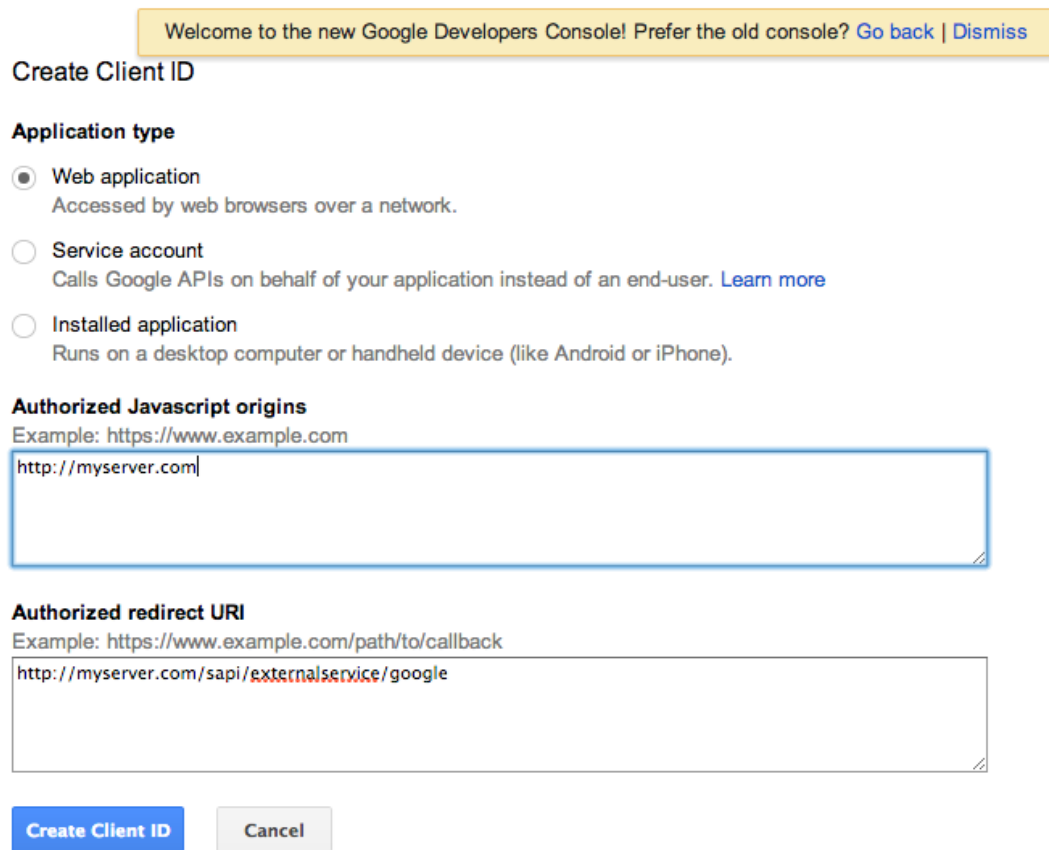 Welcome to the new Google Developers Console! Prefer the old console? Go back | Dismiss
Create Client ID
Application type
Web application
Accessed by web browsers over a network.
Service account
Calls Google APIs on behalf of your application instead of an end-user. Learn more
Installed application
Runs on a desktop computer or handheld device (like Android or iPhone).
Authorized Javascript origins
Example: https://www.example.com
http://myserver.com
Authorized redirect URI
Example: https://www.example.com/path/to/callback
http://myserver.com/sapi/externalservice/google
Create Client ID Cancel